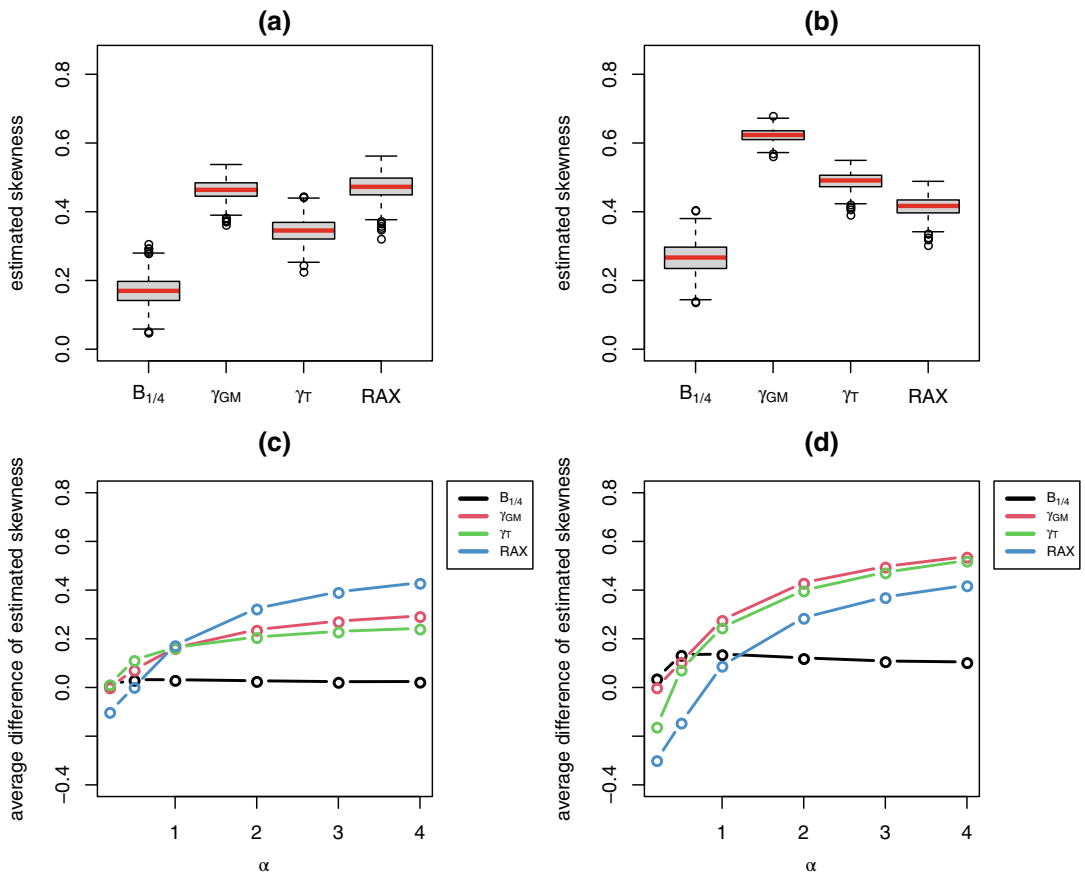 (a)
estimated skewness
0.8
0.6
0.4
0.2
0.0
B1/4 γGM γT RAX
(b)
estimated skewness
0.8
0.6
0.4
0.2
0.0
B1/4 γGM γT RAX
(c)
average difference of estimated skewness
0.8
0.6
0.4
0.2
0.0
−0.4
1 2 3 4
α
B1/4
γGM
γT
RAX
(d)
average difference of estimated skewness
0.8
0.6
0.4
0.2
0.0
−0.4
1 2 3 4
α
B1/4
γGM
γT
RAX